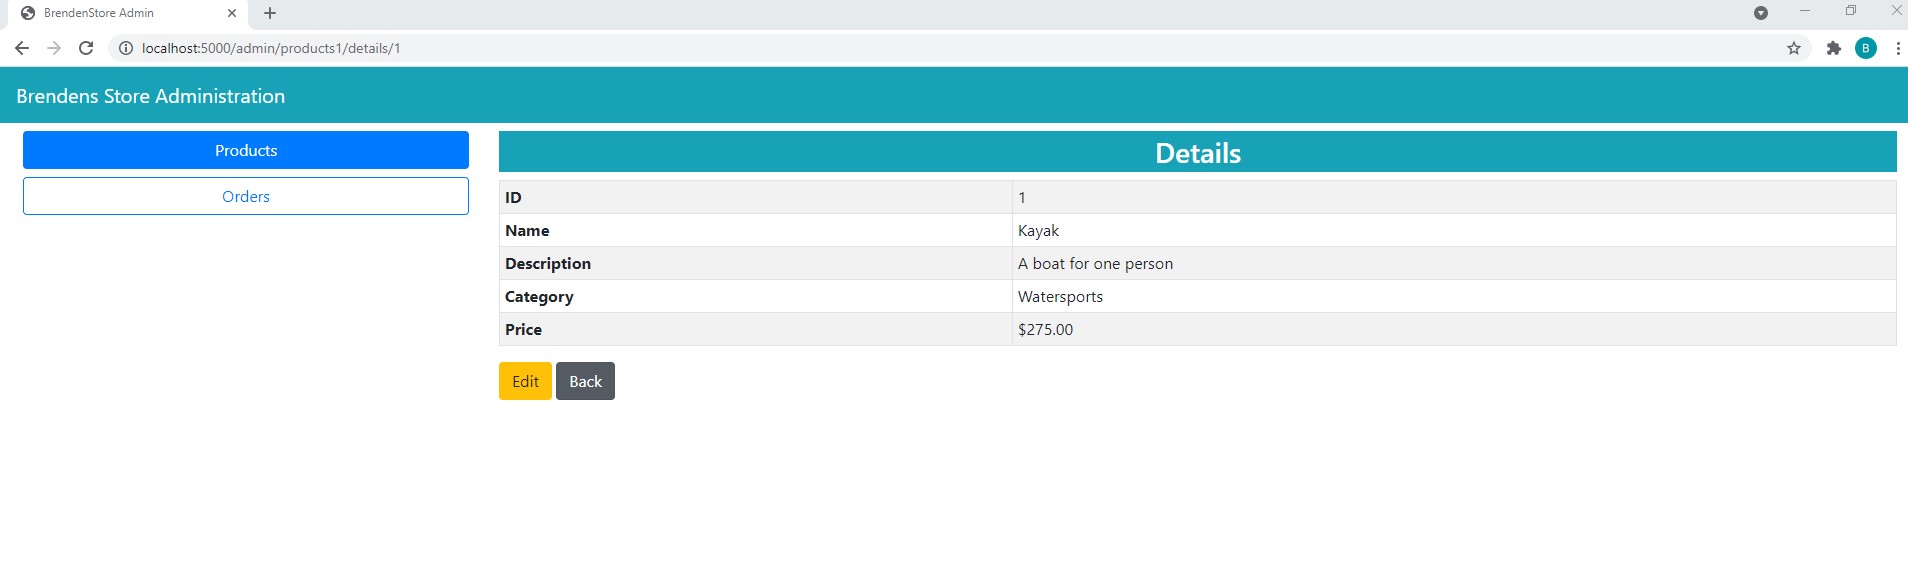 BrendenStore Admin
localhost:5000/admin/products1/details/1
B
Brendens Store Administration
Products
Orders
Details
ID 1
Name Kayak
Description A boat for one person
Category Watersports
Price $275.00
Edit Back